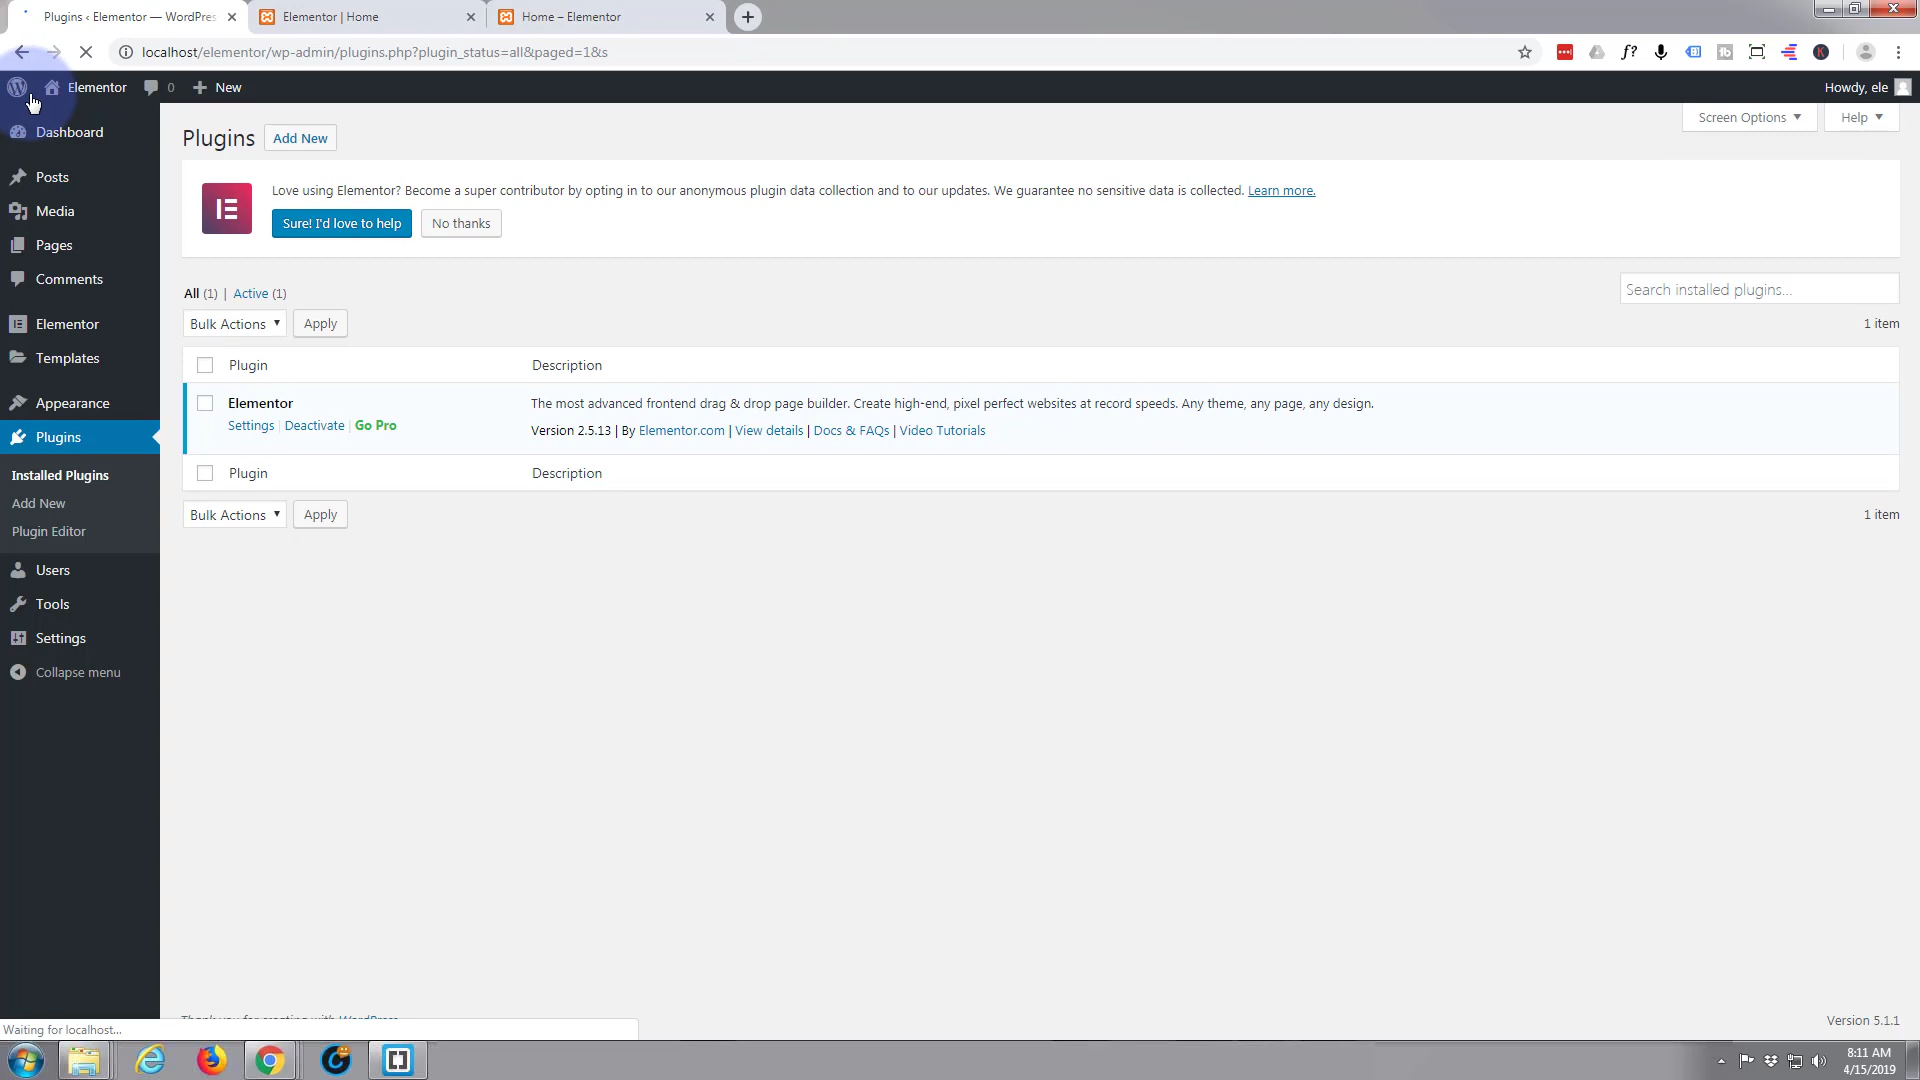 Plugins ‹ Elementor — WordPres
Elementor | Home
Home – Elementor
localhost/elementor/wp-admin/plugins.php?plugin_status=all&paged=1&s
Elementor
0
New
Howdy, ele
Dashboard
Posts
Media
Pages
Comments
Elementor
Templates
Appearance
Plugins
Installed Plugins
Add New
Plugin Editor
Users
Tools
Settings
Collapse menu
Screen Options
Help
Plugins
Add New
Love using Elementor? Become a super contributor by opting in to our anonymous plugin data collection and to our updates. We guarantee no sensitive data is collected. Learn more.
Sure! I'd love to help
No thanks
All (1) | Active (1)
Search installed plugins...
Bulk Actions
Apply
1 item
Plugin
Description
Elementor
The most advanced frontend drag & drop page builder. Create high-end, pixel perfect websites at record speeds. Any theme, any page, any design.
Settings | Deactivate | Go Pro
Version 2.5.13 | By Elementor.com | View details | Docs & FAQs | Video Tutorials
Plugin
Description
Bulk Actions
Apply
1 item
Version 5.1.1
Waiting for localhost...
8:11 AM
4/15/2019